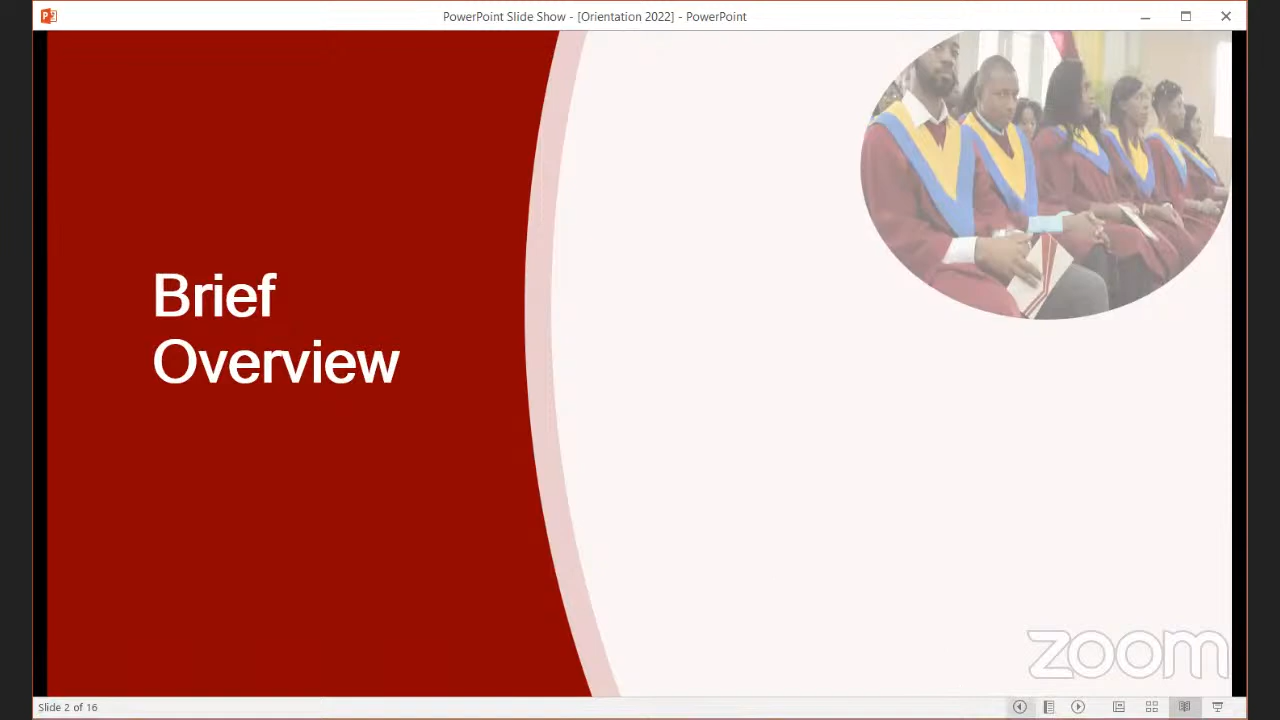 PowerPoint Slide Show - [Orientation 2022] - PowerPoint
Brief
Overview
zoom
Slide 2 of 16